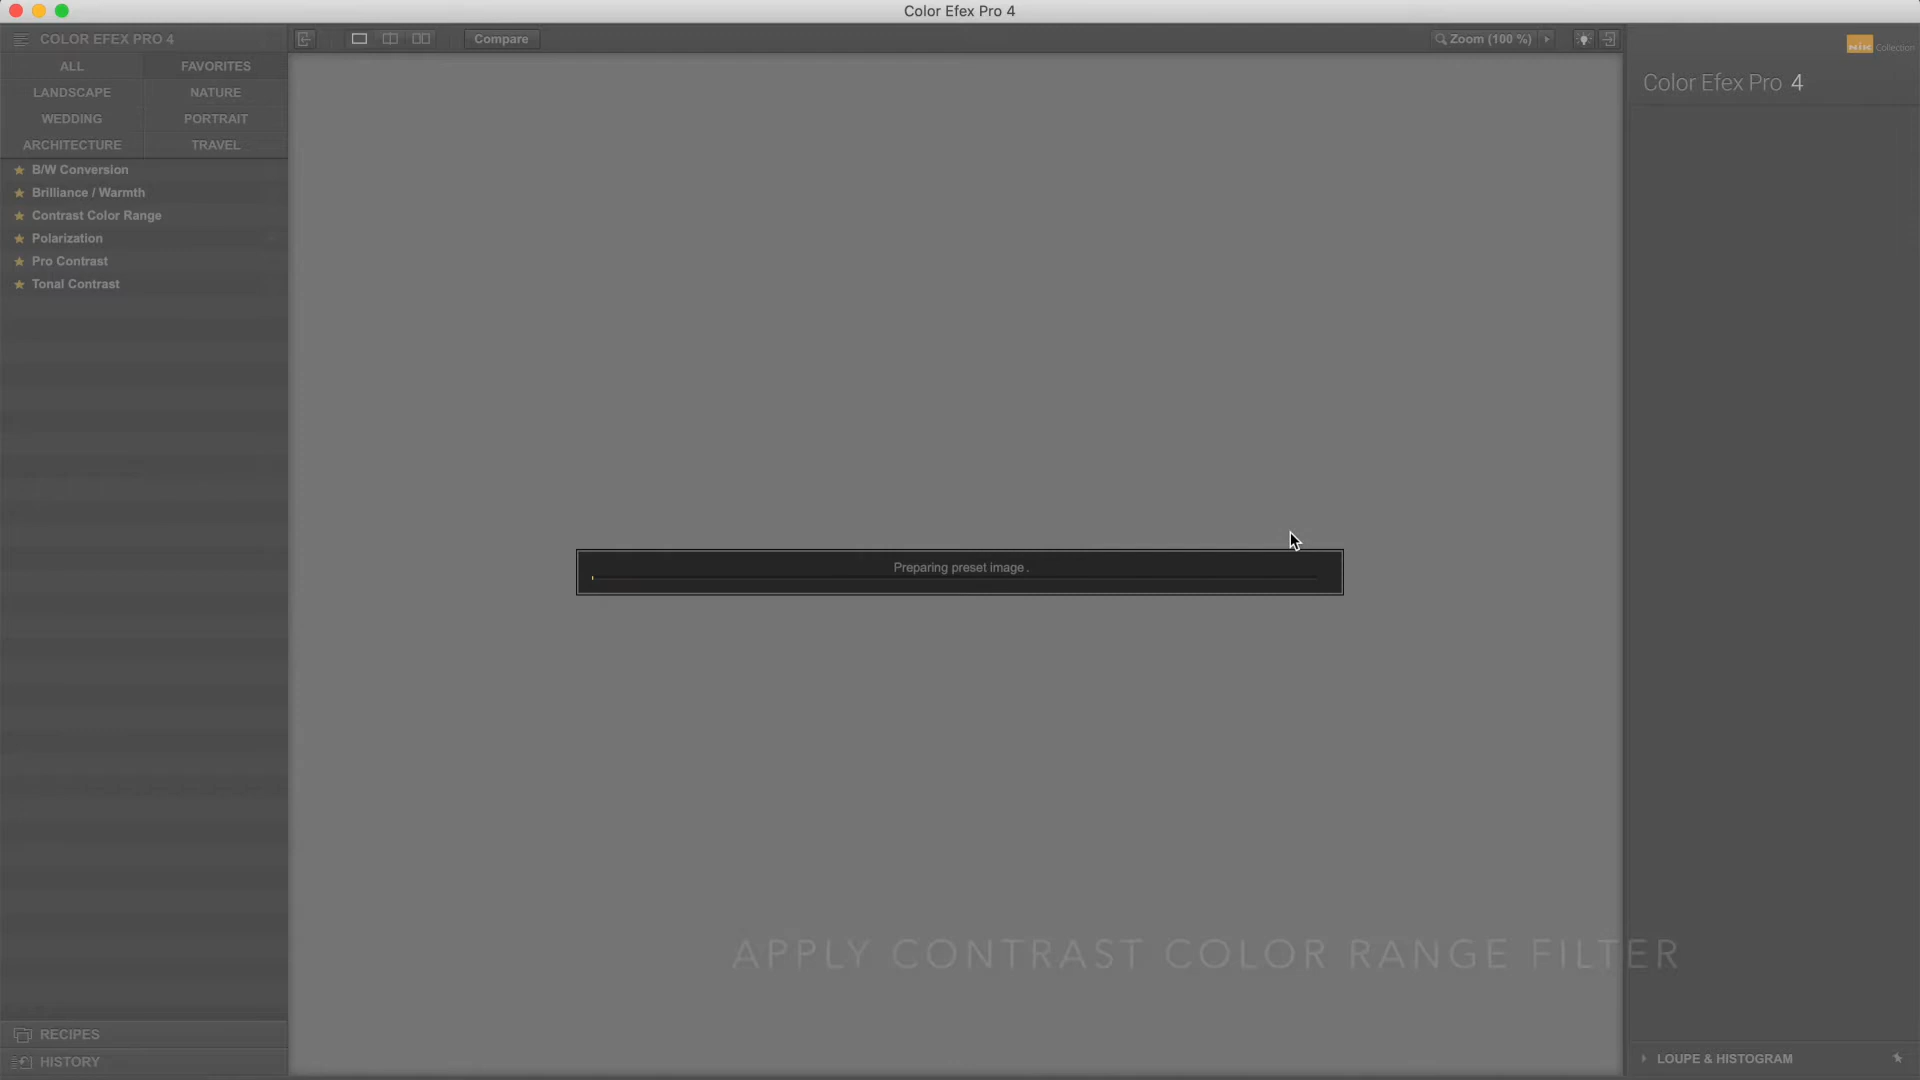 Color Efex Pro 4
COLOR EFEX PRO 4
Compare
Zoom (100 %)
Nik Collection
Color Efex Pro 4
ALL
FAVORITES
LANDSCAPE
NATURE
WEDDING
PORTRAIT
ARCHITECTURE
TRAVEL
B/W Conversion
Brilliance / Warmth
Contrast Color Range
Polarization
Pro Contrast
Tonal Contrast
Preparing preset image .
APPLY CONTRAST COLOR RANGE FILTER
RECIPES
HISTORY
LOUPE & HISTOGRAM